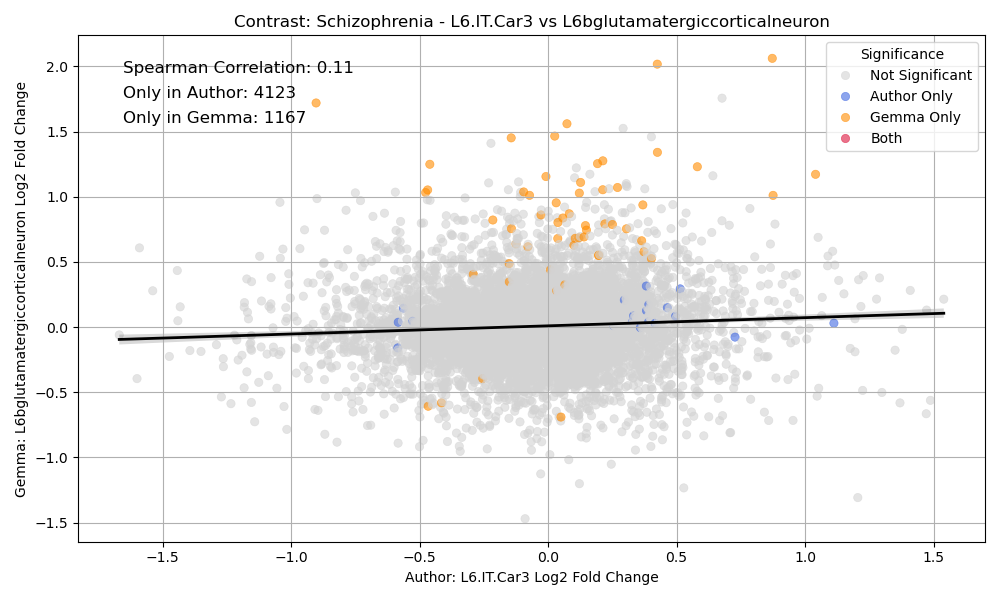 Contrast: Schizophrenia - L6.IT.Car3 vs L6bglutamatergiccorticalneuron
Spearman Correlation: 0.11
Only in Author: 4123
Only in Gemma: 1167
Significance
Not Significant
Author Only
Gemma Only
Both
Gemma: L6bglutamatergiccorticalneuron Log2 Fold Change
2.0
1.5
1.0
0.5
0.0
−0.5
−1.0
−1.5
−1.5
−1.0
−0.5
0.0
0.5
1.0
1.5
Author: L6.IT.Car3 Log2 Fold Change